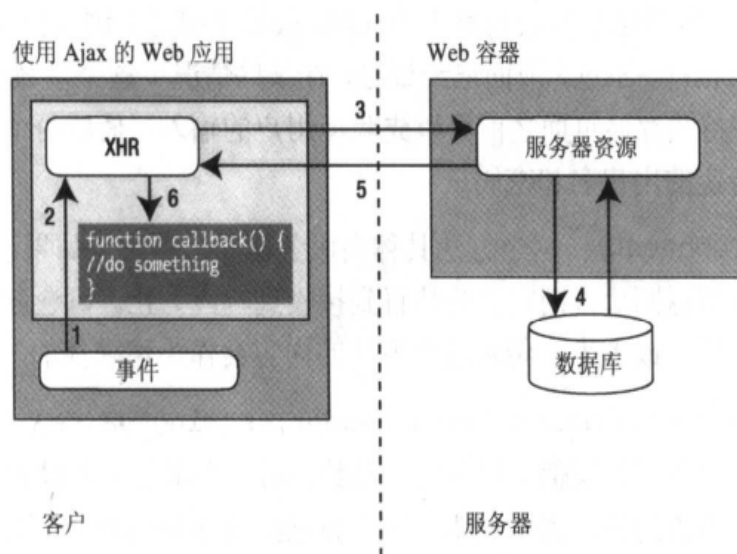 使用 Ajax 的 Web 应用
Web 容器
3
XHR
服务器资源
5
2
6
function callback() {
//do something
}
4
1
事件
数据库
客户
服务器